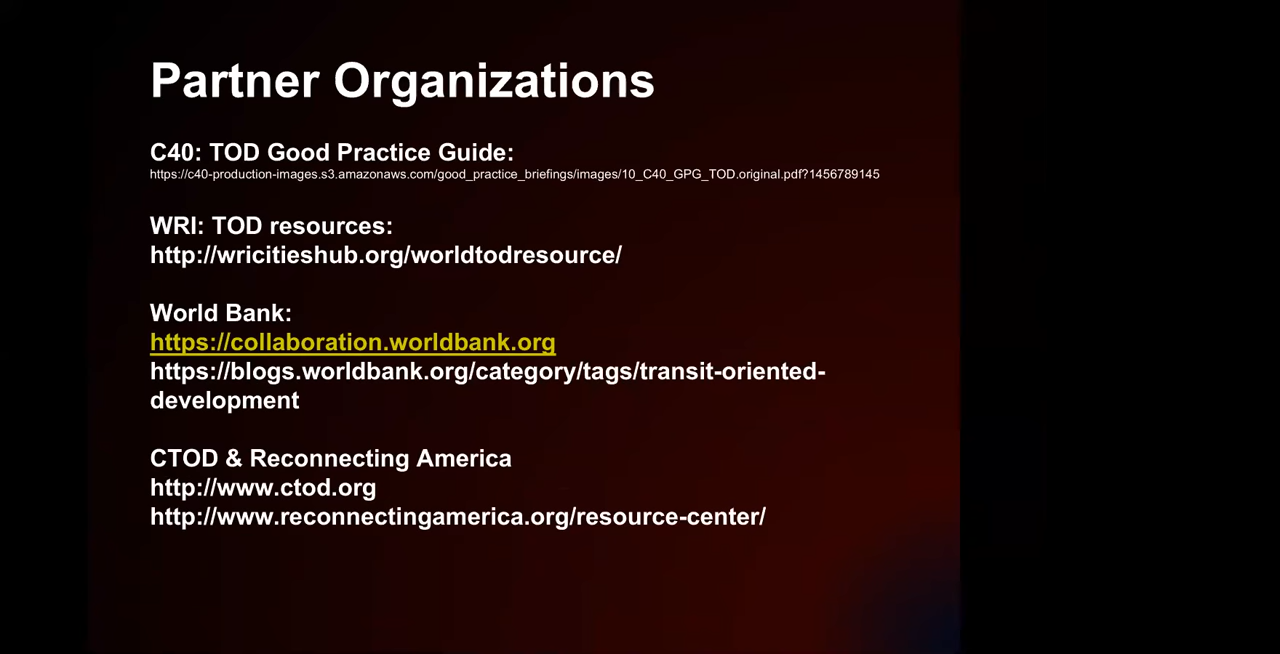 Partner Organizations
C40: TOD Good Practice Guide:
https://c40-production-images.s3.amazonaws.com/good_practice_briefings/images/10_C40_GPG_TOD.original.pdf?1456789145
WRI: TOD resources:
http://wricitieshub.org/worldtodresource/
World Bank:
https://collaboration.worldbank.org
https://blogs.worldbank.org/category/tags/transit-oriented-
development
CTOD & Reconnecting America
http://www.ctod.org
http://www.reconnectingamerica.org/resource-center/